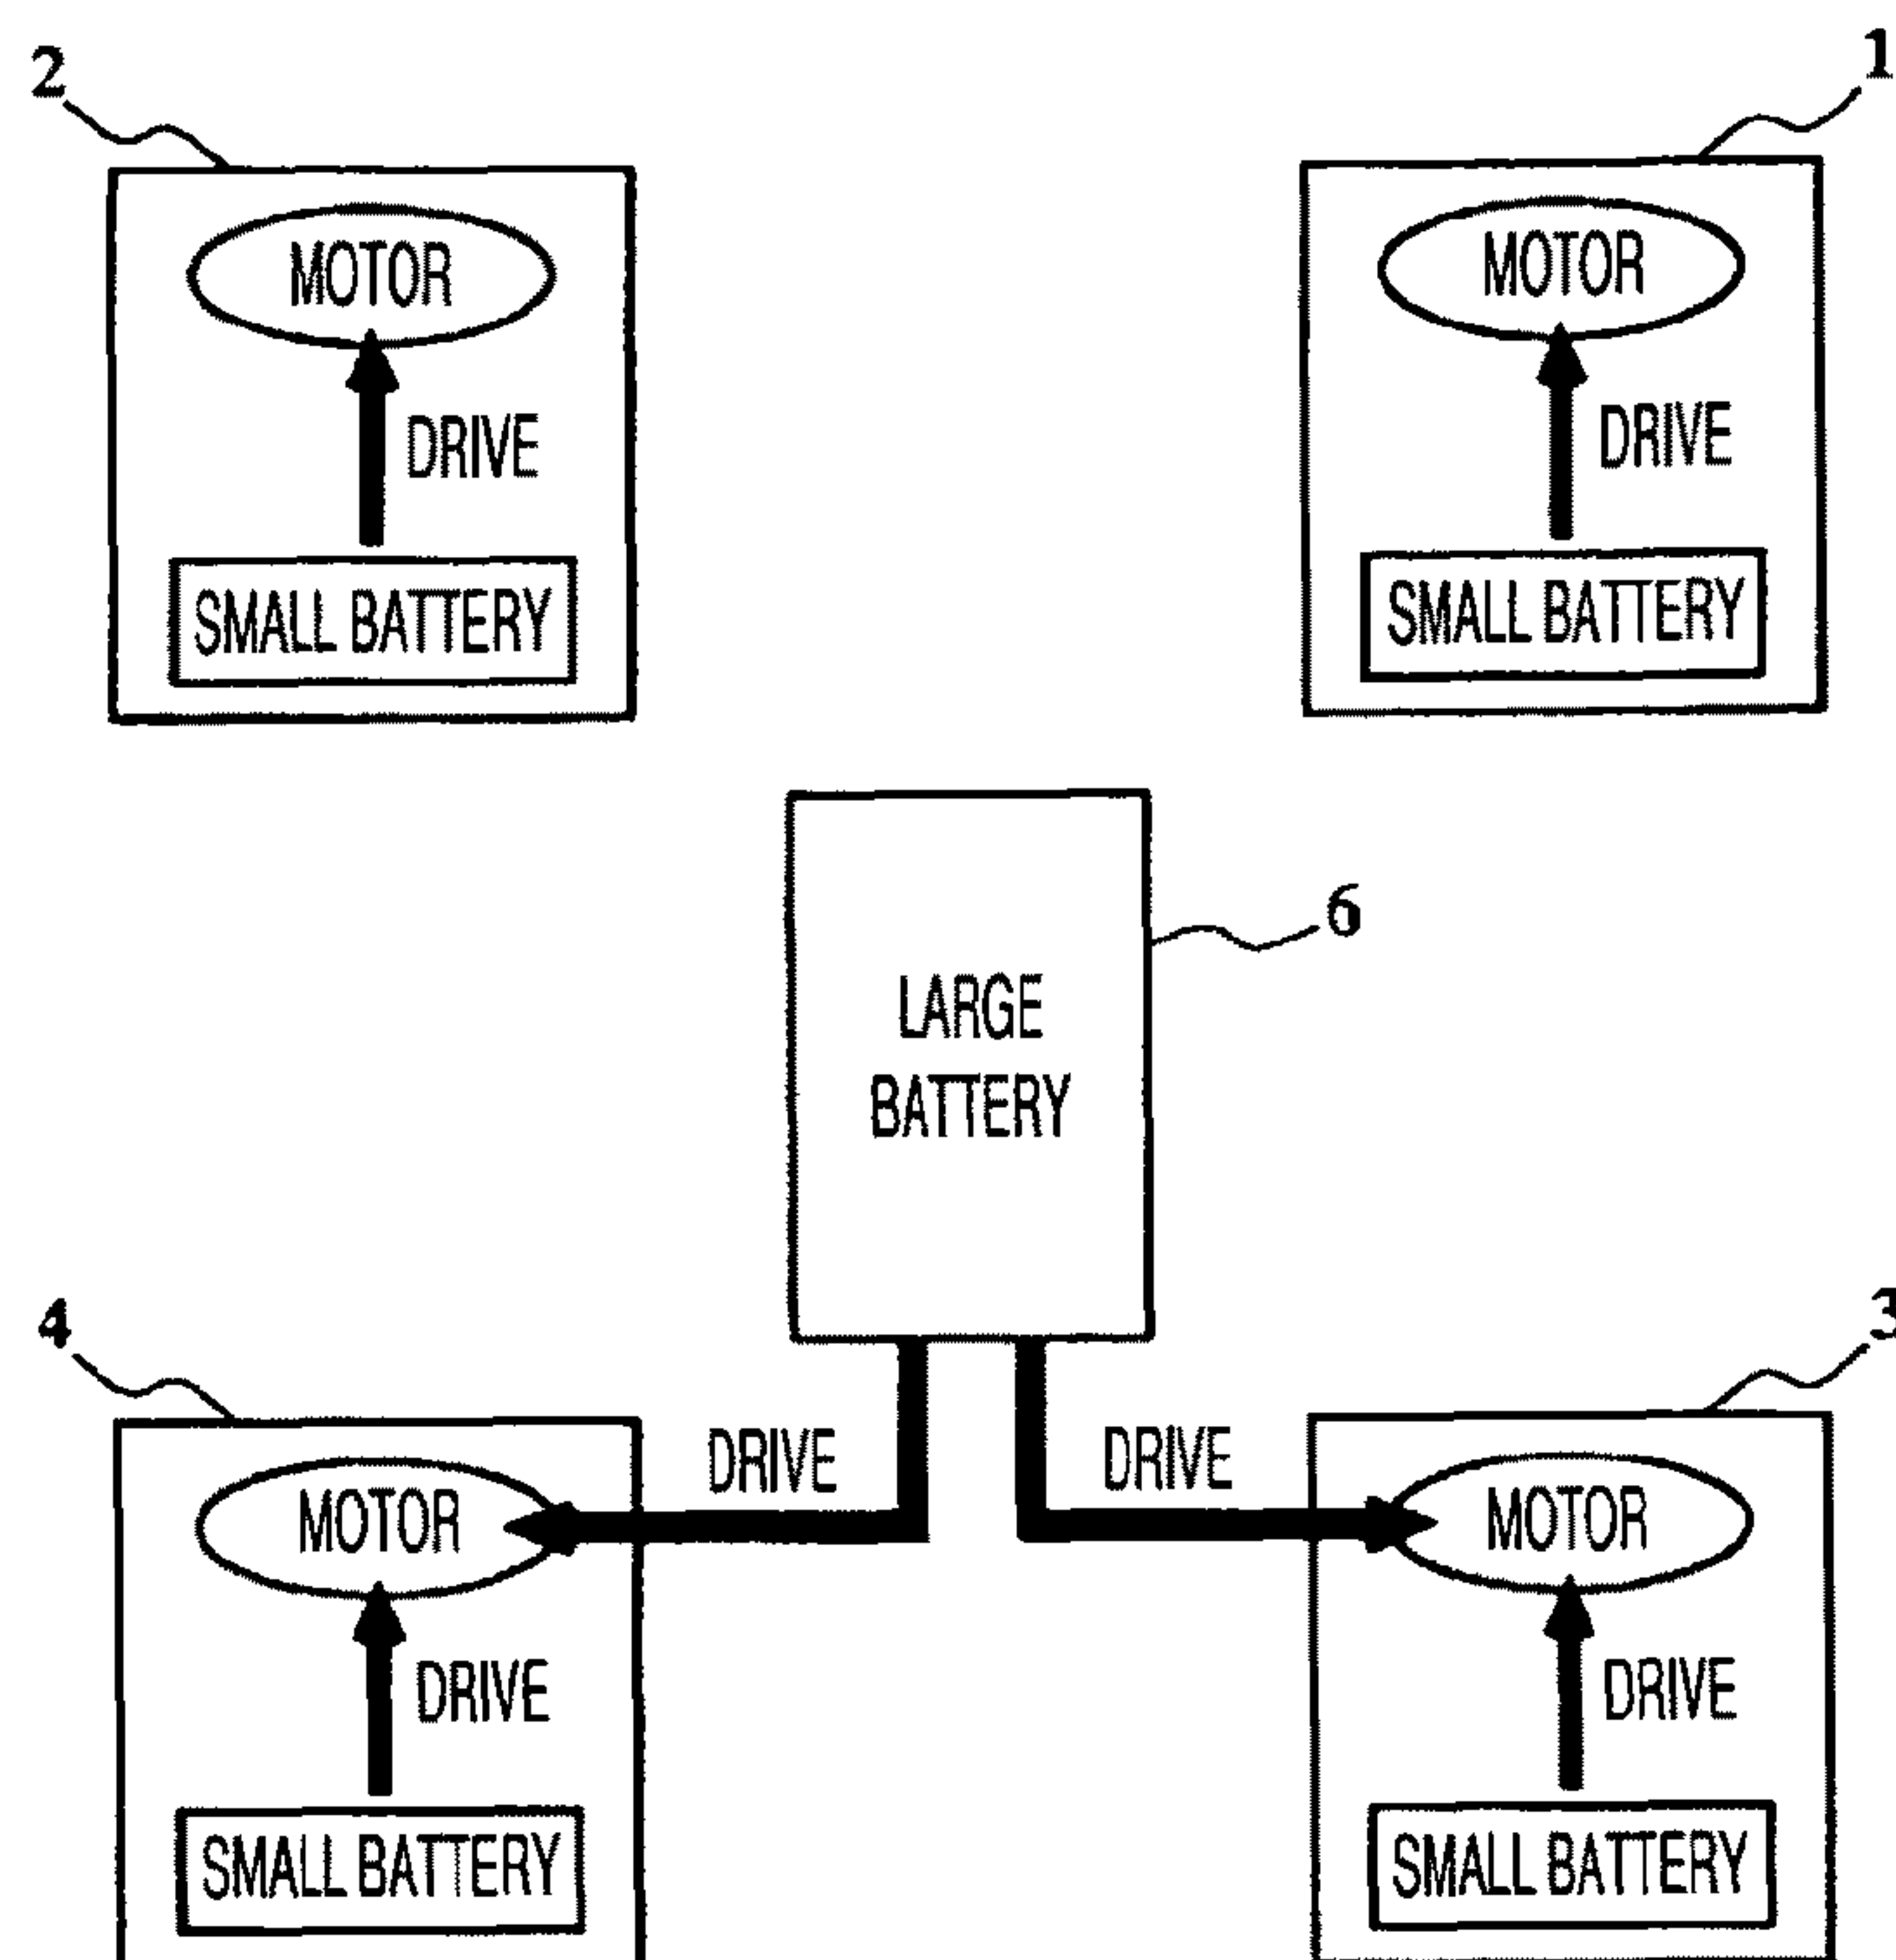 2
1
MOTOR
MOTOR
DRIVE
DRIVE
SMALL BATTERY
SMALL BATTERY
6
LARGE
BATTERY
4
3
DRIVE
DRIVE
MOTOR
MOTOR
DRIVE
DRIVE
SMALL BATTERY
SMALL BATTERY